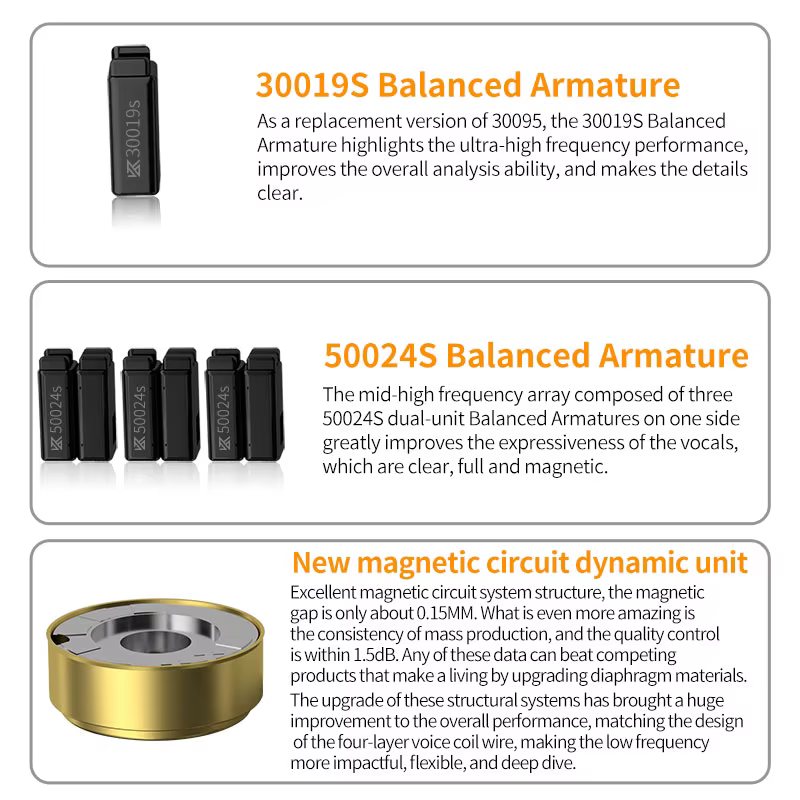 KZ 30019s
30019S Balanced Armature
As a replacement version of 30095, the 30019S Balanced
Armature highlights the ultra-high frequency performance,
improves the overall analysis ability, and makes the details
clear.
KZ 50024s
KZ 50024s
KZ 50024s
50024S Balanced Armature
The mid-high frequency array composed of three
50024S dual-unit Balanced Armatures on one side
greatly improves the expressiveness of the vocals,
which are clear, full and magnetic.
New magnetic circuit dynamic unit
Excellent magnetic circuit system structure, the magnetic
gap is only about 0.15MM. What is even more amazing is
the consistency of mass production, and the quality control
is within 1.5dB. Any of these data can beat competing
products that make a living by upgrading diaphragm materials.
The upgrade of these structural systems has brought a huge
improvement to the overall performance, matching the design
of the four-layer voice coil wire, making the low frequency
more impactful, flexible, and deep dive.